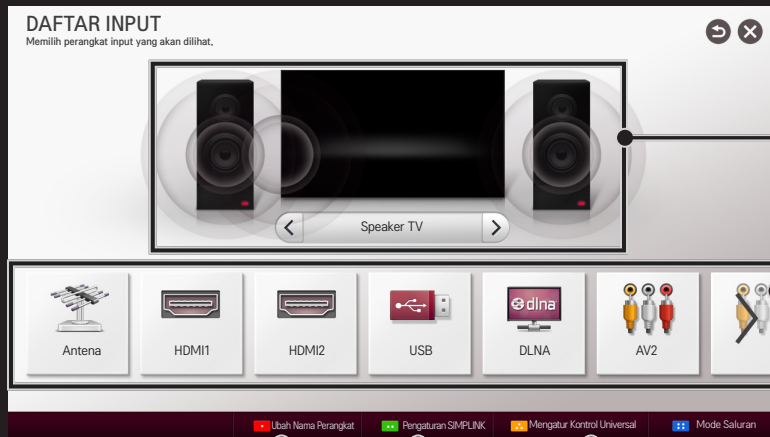 DAFTAR INPUT
Memilih perangkat input yang akan dilihat.
Speaker TV
dlna
Antena
HDMI1
HDMI2
USB
DLNA
AV2
Ubah Nama Perangkat
Pengaturan SIMPLINK
Mengatur Kontrol Universal
Mode Saluran